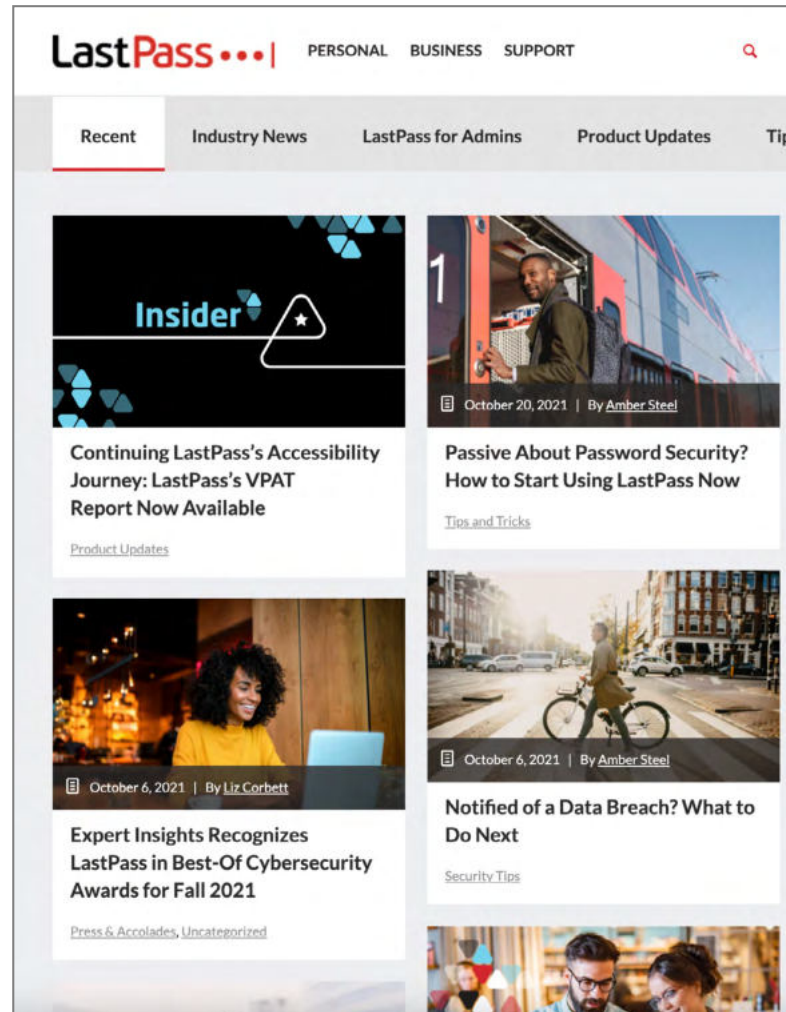 LastPass
PERSONAL BUSINESS SUPPORT
Recent Industry News LastPass for Admins Product Updates
Insider
Continuing LastPass's Accessibility
Journey: LastPass's VPAT
Report Now Available
Product Updates
1
October 20, 2021 | By Amber Steel
Passive About Password Security?
How to Start Using LastPass Now
Tips and Tricks
October 6, 2021 | By Liz Corbett
Expert Insights Recognizes
LastPass in Best-Of Cybersecurity
Awards for Fall 2021
Press & Accolades, Uncategorized
October 6, 2021 | By Amber Steel
Notified of a Data Breach? What to
Do Next
Security Tips